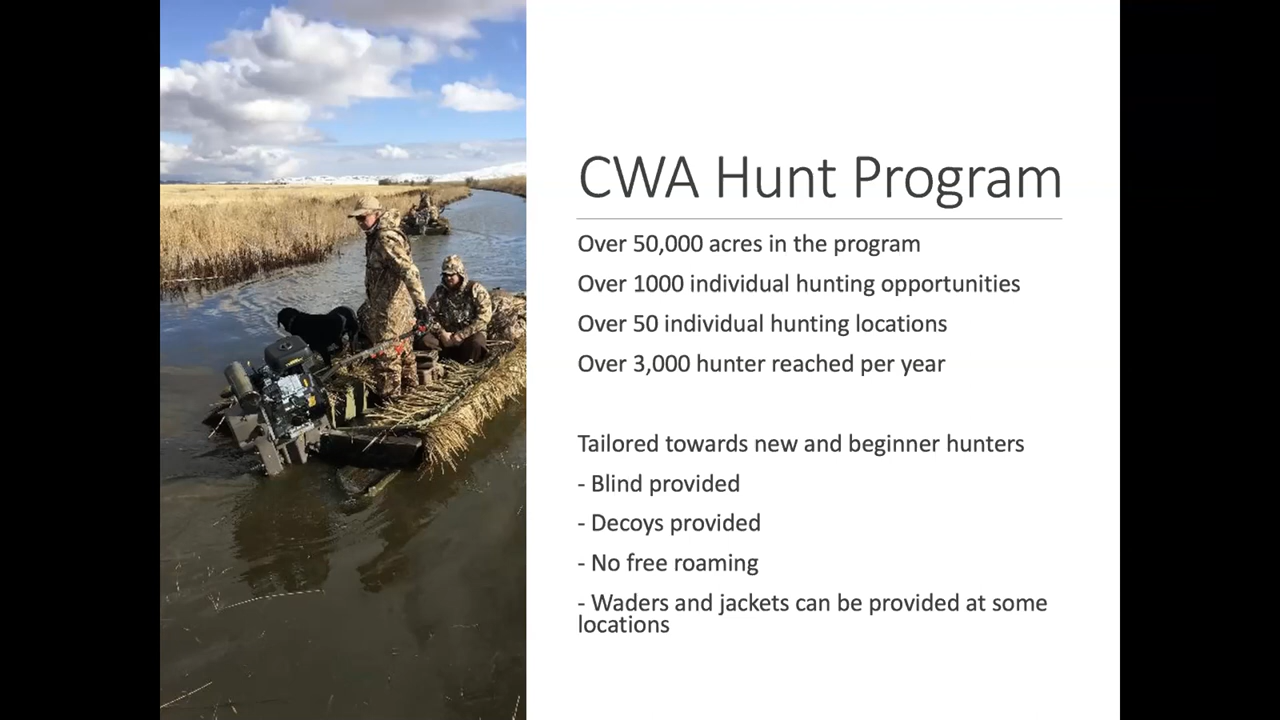 CWA Hunt Program
Over 50,000 acres in the program
Over 1000 individual hunting opportunities
Over 50 individual hunting locations
Over 3,000 hunter reached per year
Tailored towards new and beginner hunters
- Blind provided
- Decoys provided
- No free roaming
- Waders and jackets can be provided at some
locations